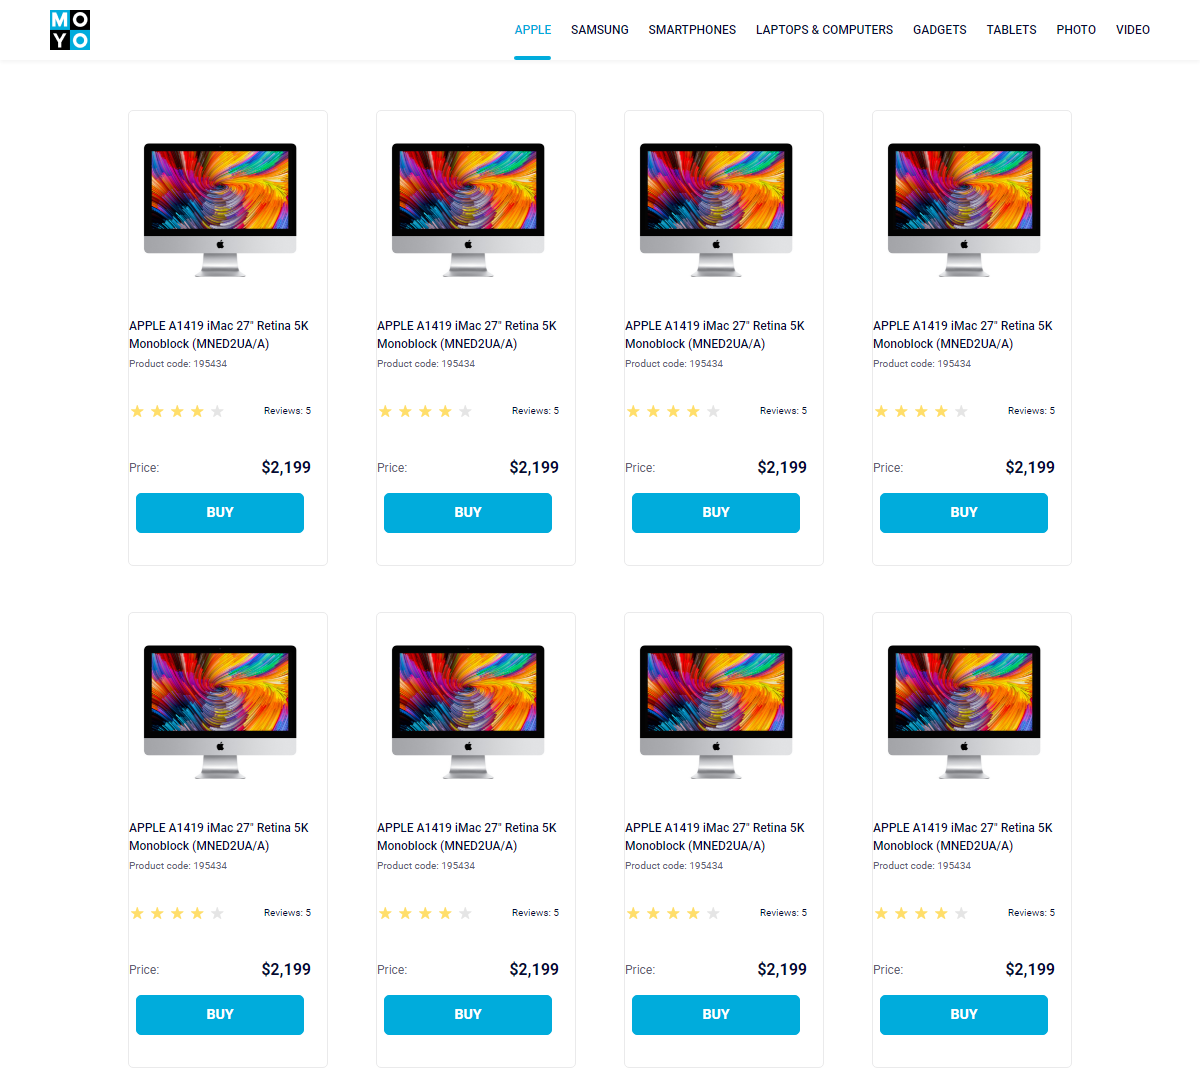 MO
YO
APPLE SAMSUNG SMARTPHONES LAPTOPS & COMPUTERS GADGETS TABLETS PHOTO VIDEO
APPLE A1419 iMac 27" Retina 5K
Monoblock (MNED2UA/A)
Product code: 195434
Reviews: 5
Price: $2,199
BUY
APPLE A1419 iMac 27" Retina 5K
Monoblock (MNED2UA/A)
Product code: 195434
Reviews: 5
Price: $2,199
BUY
APPLE A1419 iMac 27" Retina 5K
Monoblock (MNED2UA/A)
Product code: 195434
Reviews: 5
Price: $2,199
BUY
APPLE A1419 iMac 27" Retina 5K
Monoblock (MNED2UA/A)
Product code: 195434
Reviews: 5
Price: $2,199
BUY
APPLE A1419 iMac 27" Retina 5K
Monoblock (MNED2UA/A)
Product code: 195434
Reviews: 5
Price: $2,199
BUY
APPLE A1419 iMac 27" Retina 5K
Monoblock (MNED2UA/A)
Product code: 195434
Reviews: 5
Price: $2,199
BUY
APPLE A1419 iMac 27" Retina 5K
Monoblock (MNED2UA/A)
Product code: 195434
Reviews: 5
Price: $2,199
BUY
APPLE A1419 iMac 27" Retina 5K
Monoblock (MNED2UA/A)
Product code: 195434
Reviews: 5
Price: $2,199
BUY